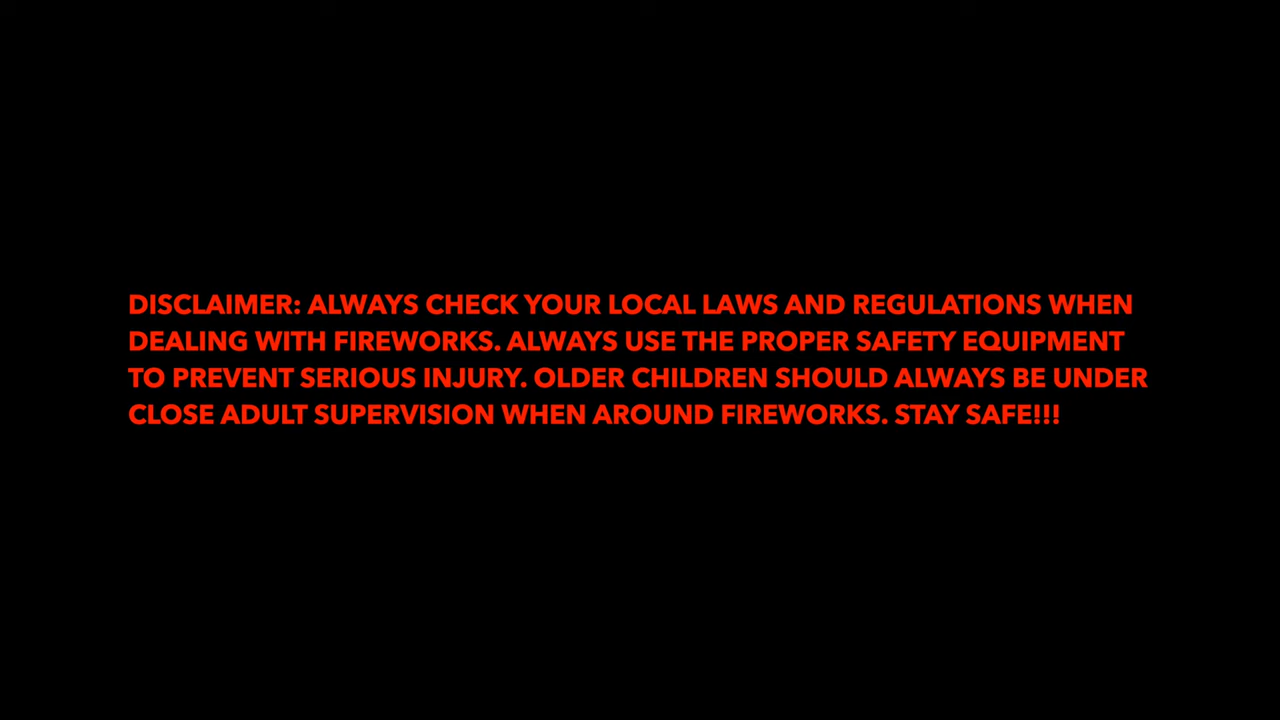 DISCLAIMER: ALWAYS CHECK YOUR LOCAL LAWS AND REGULATIONS WHEN
DEALING WITH FIREWORKS. ALWAYS USE THE PROPER SAFETY EQUIPMENT
TO PREVENT SERIOUS INJURY. OLDER CHILDREN SHOULD ALWAYS BE UNDER
CLOSE ADULT SUPERVISION WHEN AROUND FIREWORKS. STAY SAFE!!!